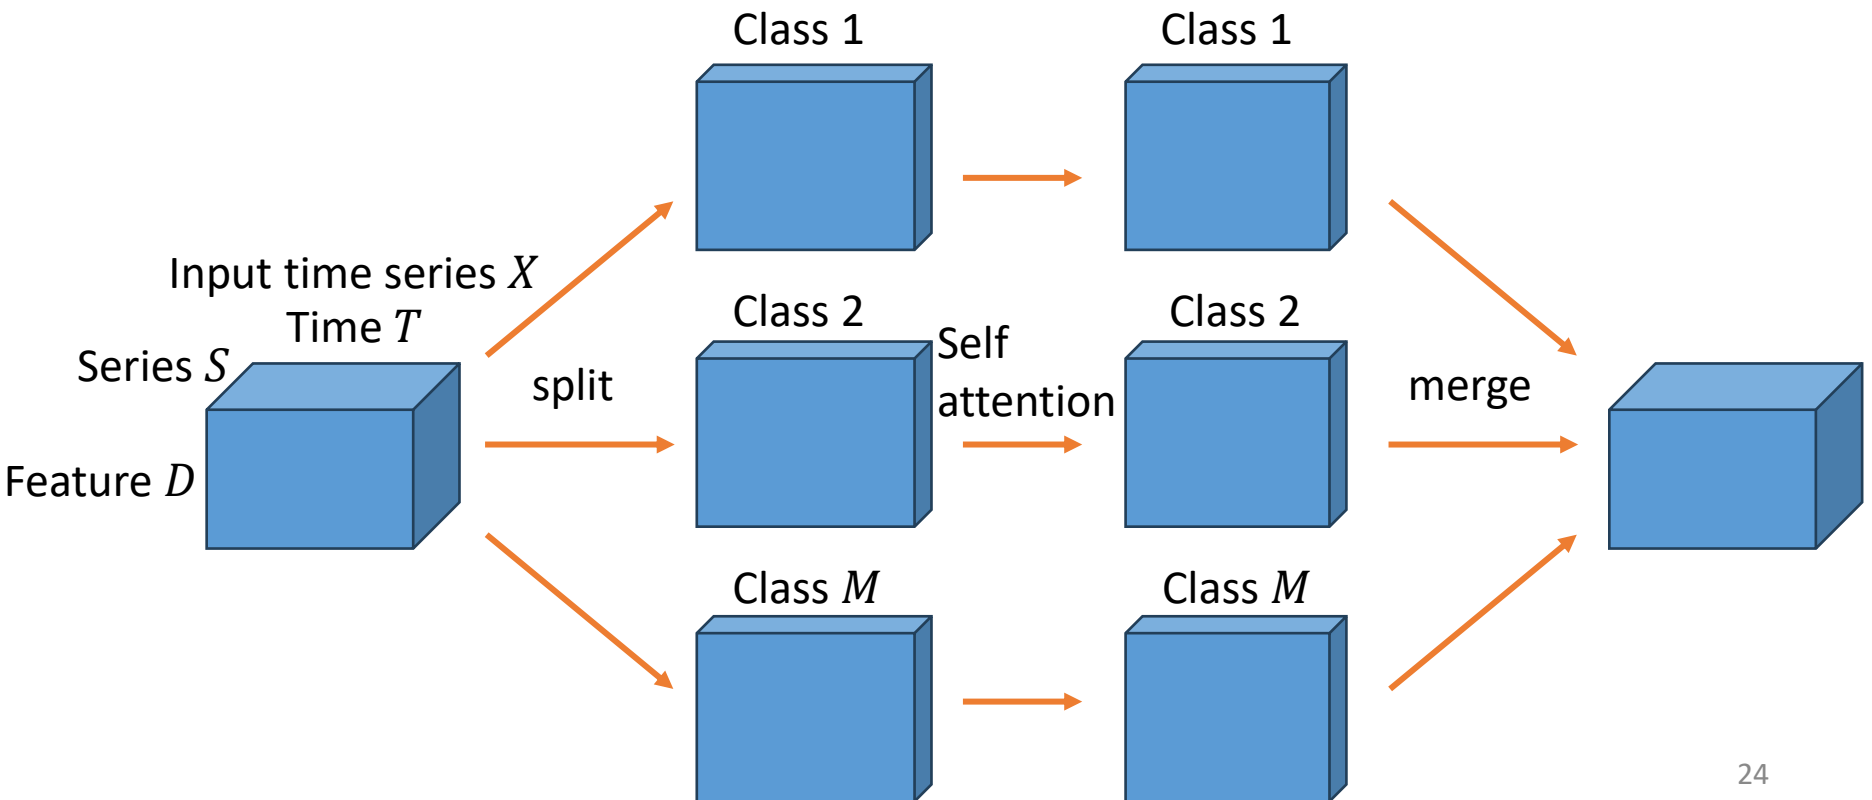 Class 1
Class 1
Input time series X
Time T
Series S
Feature D
split
Class 2
Self
attention
Class 2
merge
Class M
Class M
24